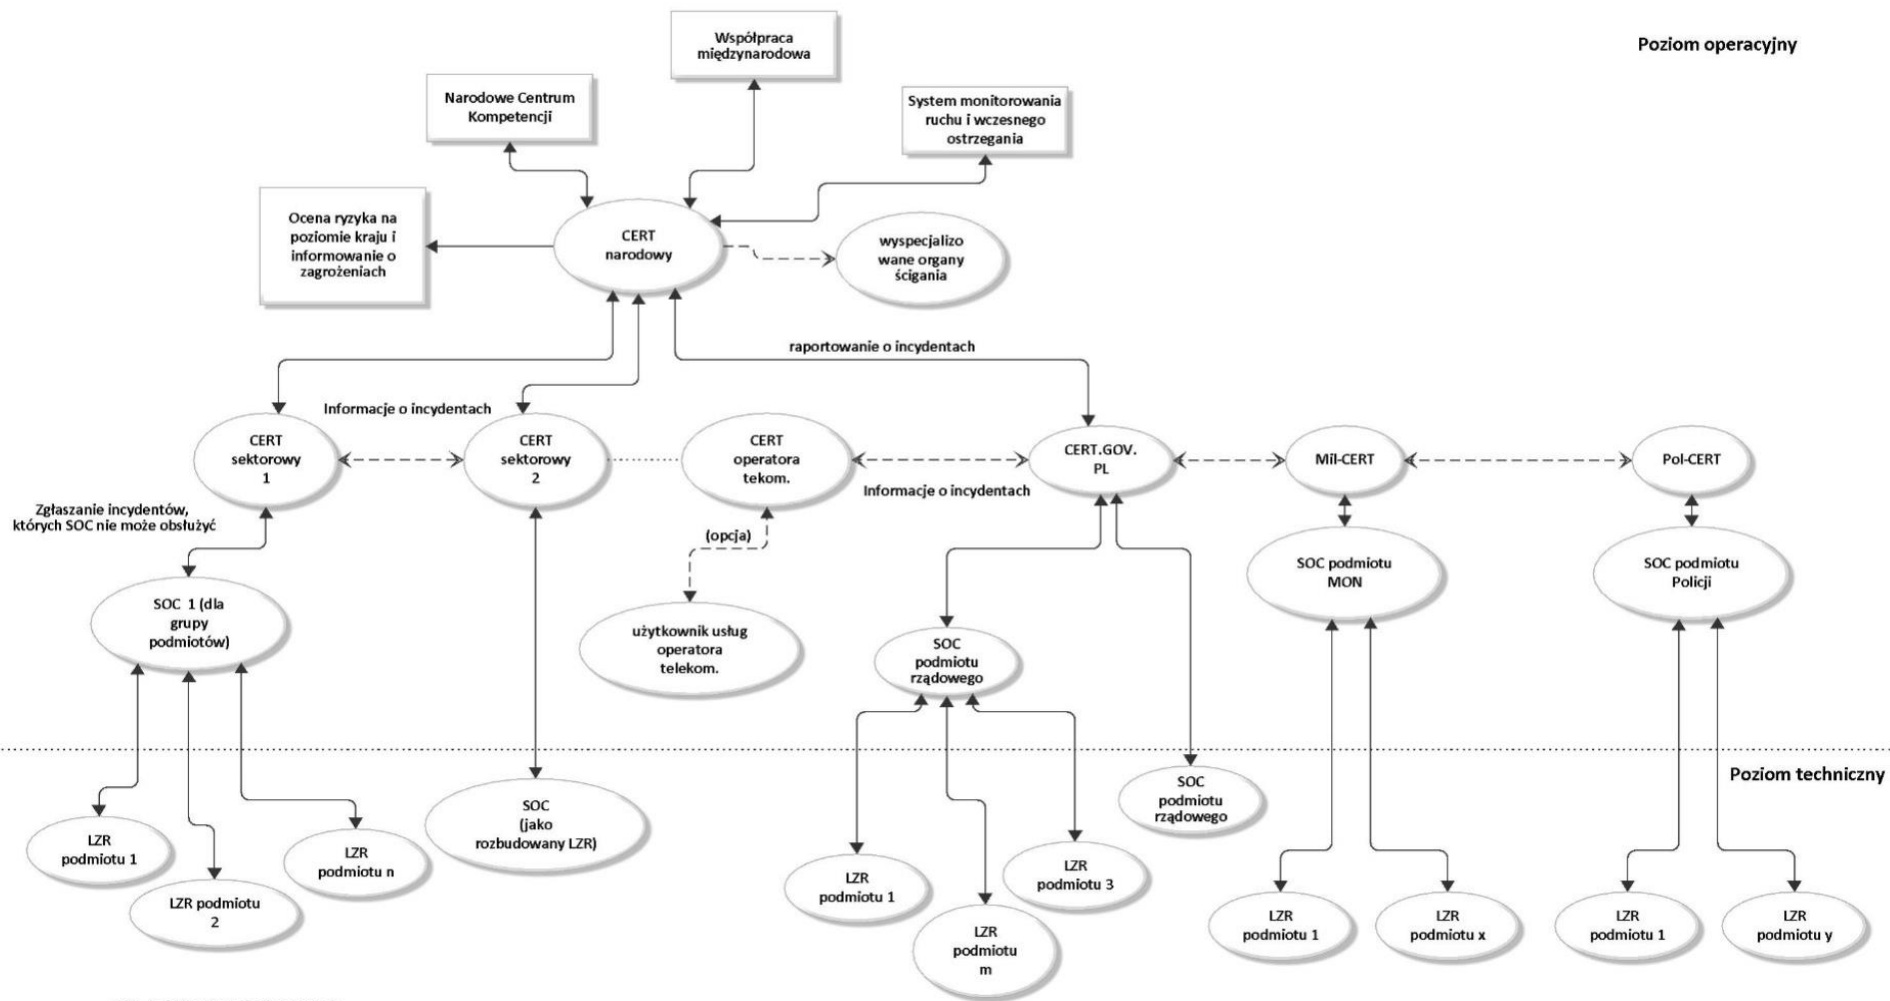 Współpraca
międzynarodowa
Poziom operacyjny
Narodowe Centrum
Kompetencji
System monitorowania
ruchu i wczesnego
ostrzegania
Ocena ryzyka na
poziomie kraju i
informowanie o
zagrożeniach
CERT
narodowy
wyspecjalizo
wane organy
ścigania
raportowanie o incydentach
Informacje o incydentach
CERT
sektorowy
1
CERT
sektorowy
2
CERT
operatora
tekom.
CERT.GOV.
PL
Mil-CERT
Pol-CERT
Informacje o incydentach
Zgłaszanie incydentów,
których SOC nie może obsłużyć
(opcja)
SOC podmiotu
MON
SOC podmiotu
Policji
SOC 1 (dla
grupy
podmiotów)
użytkownik usług
operatora
telekom.
SOC
podmiotu
rządowego
Poziom techniczny
SOC
podmiotu
rządowego
SOC
(jako
rozbudowany LZR)
LZR
podmiotu 1
LZR podmiotu
2
LZR
podmiotu n
LZR
podmiotu 1
LZR
podmiotu m
LZR
podmiotu 3
LZR
podmiotu 1
LZR
podmiotu x
LZR
podmiotu 1
LZR
podmiotu y